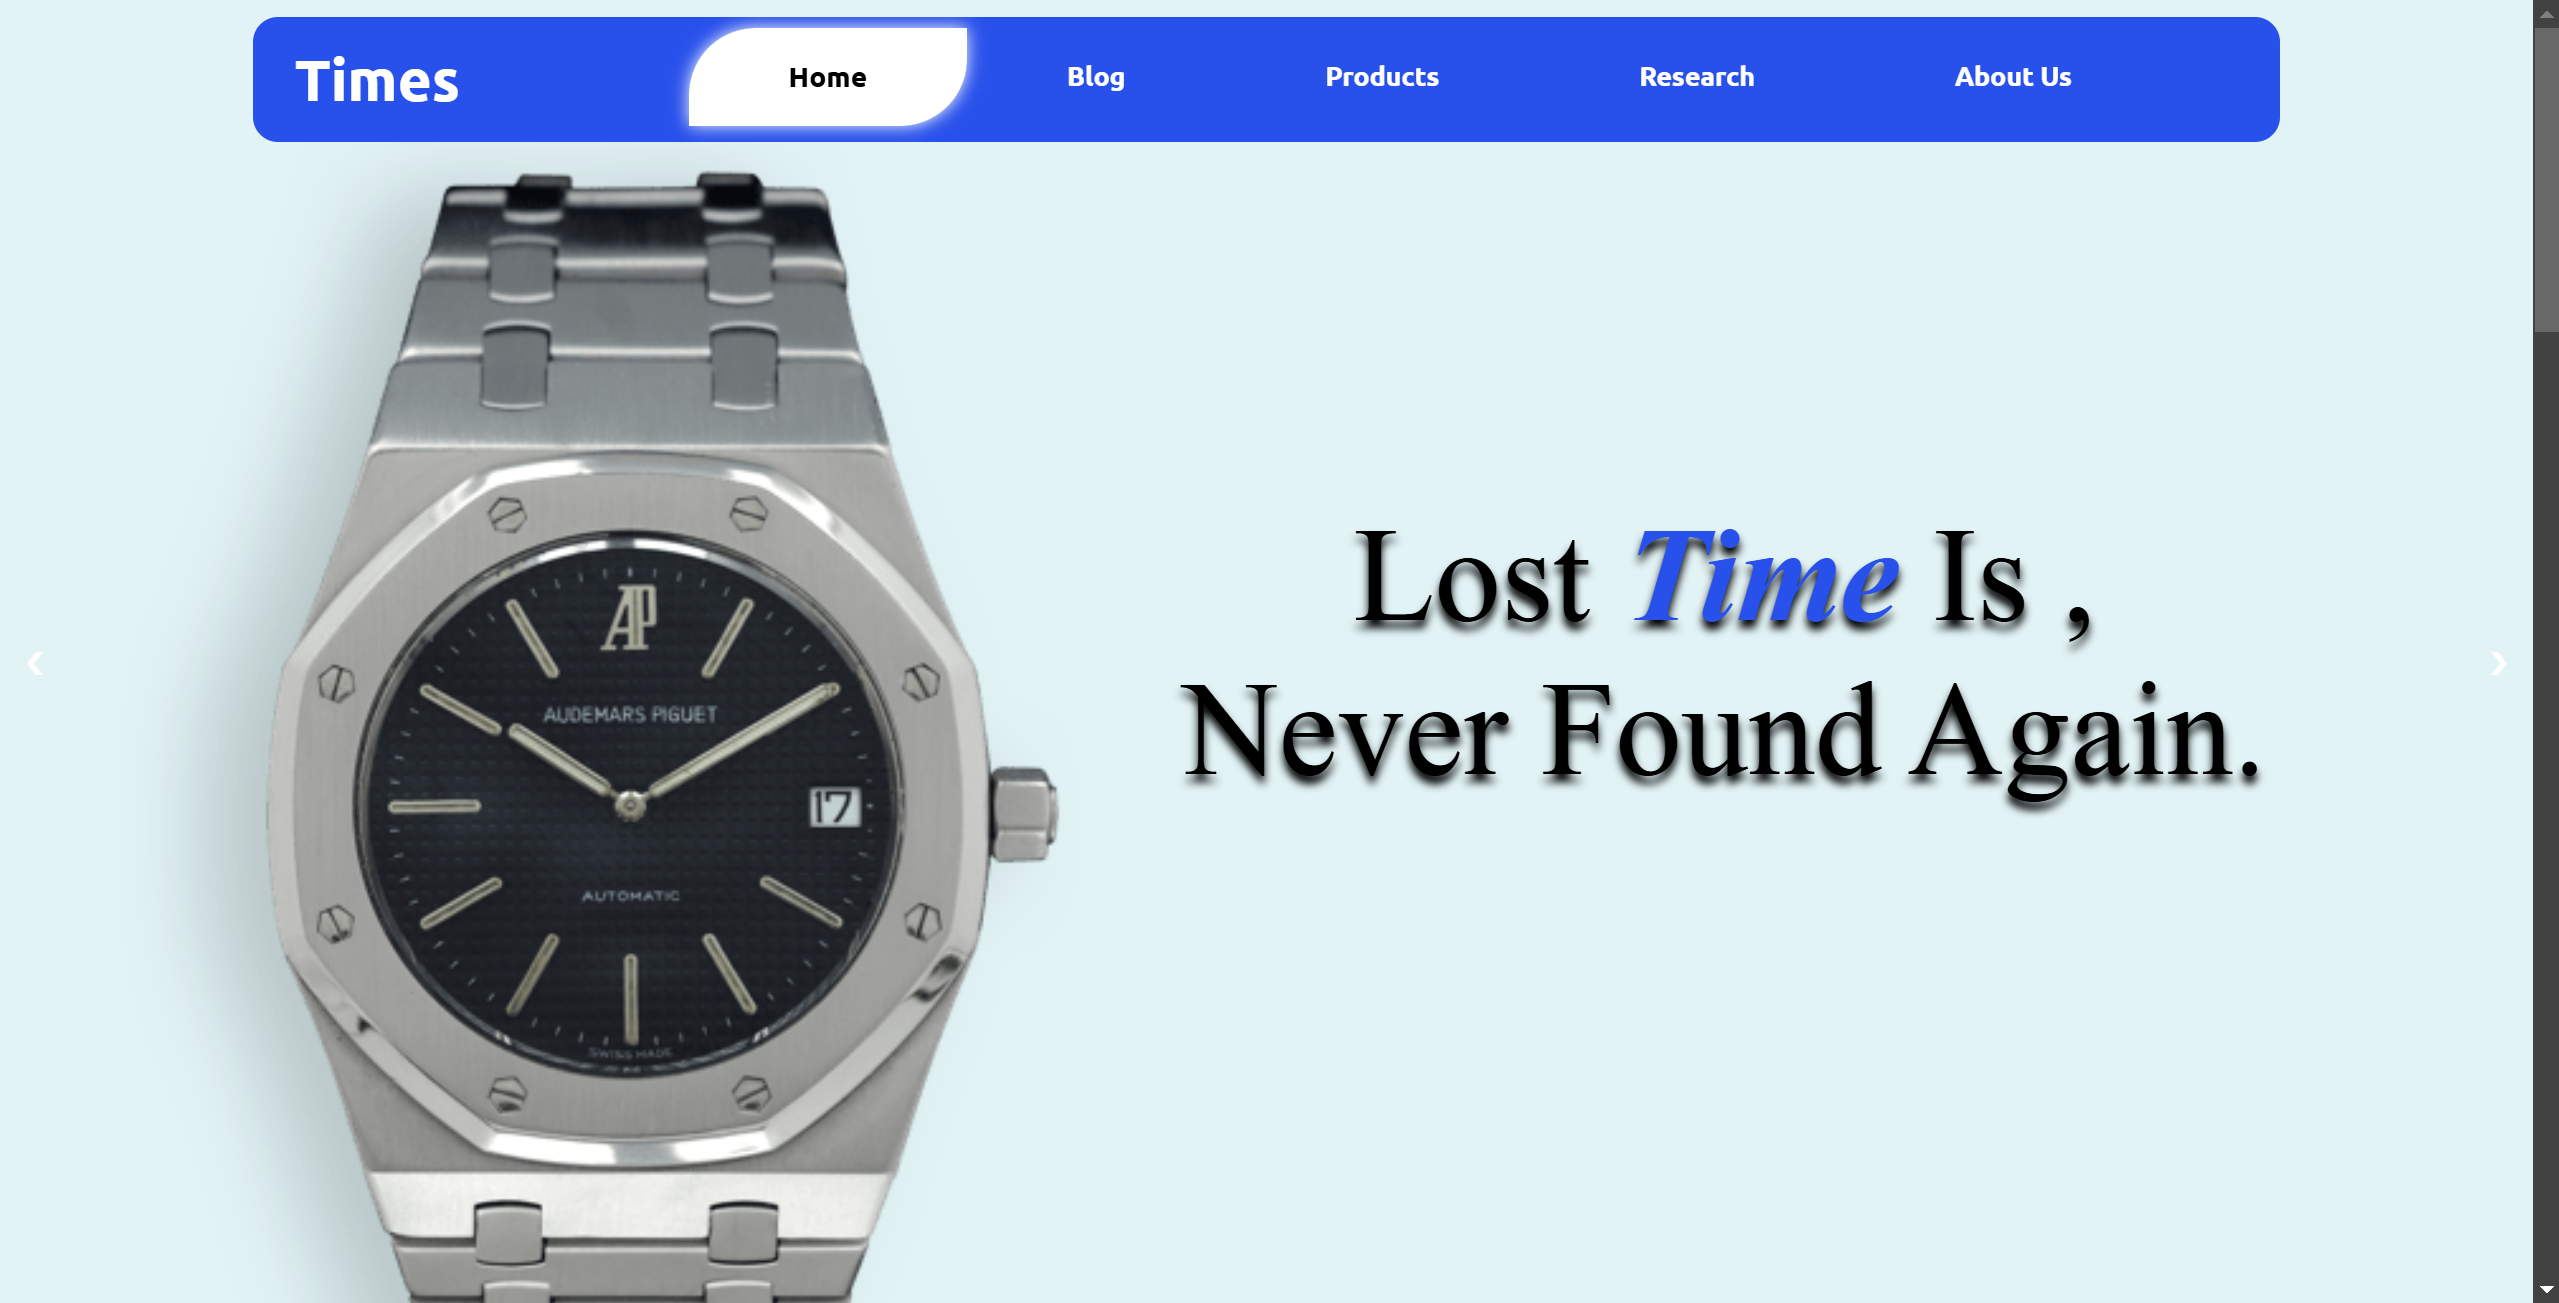 Times
Home
Blog
Products
Research
About Us
Lost Time Is ,
Never Found Again.
AP
AUDEMARS PIGUET
17
AUTOMATIC
SWISS MADE